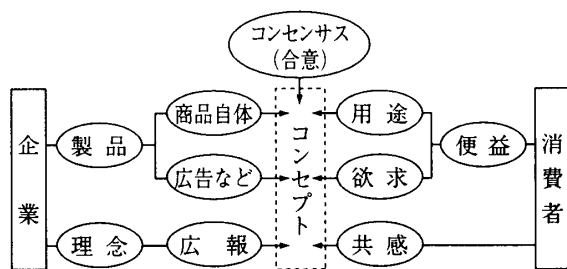 コンセンサス
(合意)
企業
製品
商品自体
広告など
理念
広報
コンセプト
用途
欲求
共感
便益
消費者